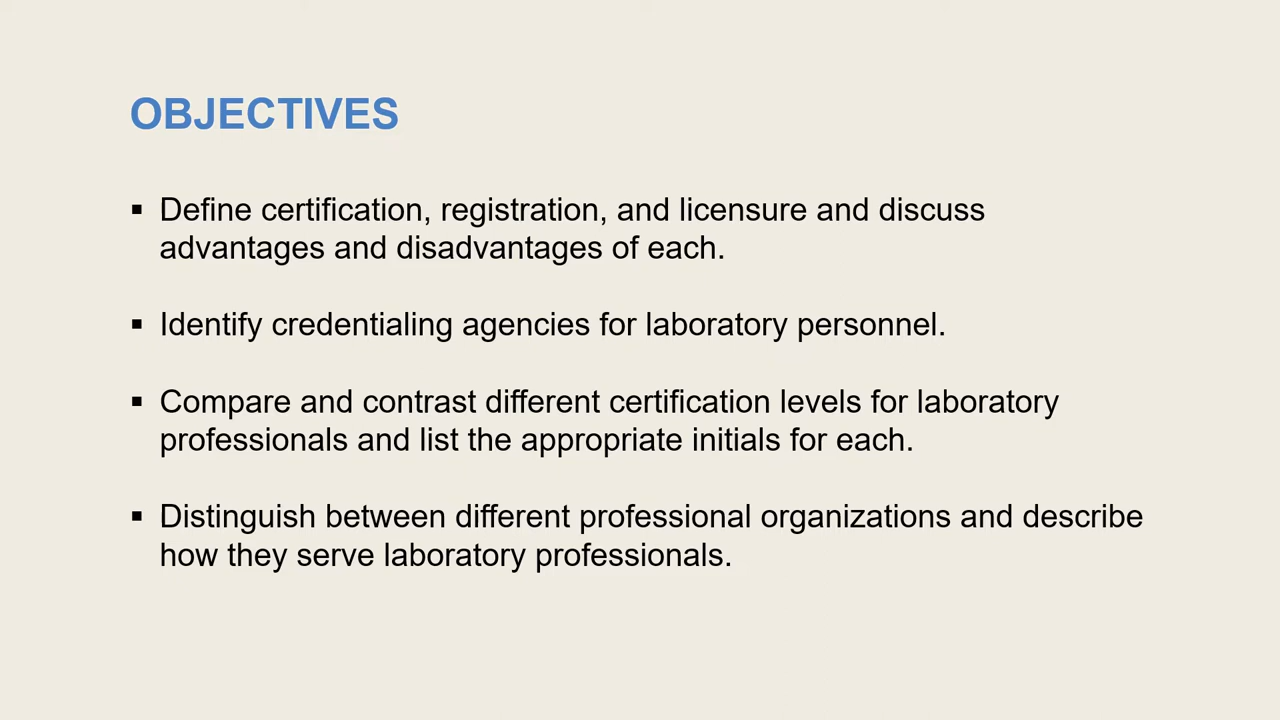 OBJECTIVES
▪ Define certification, registration, and licensure and discuss
advantages and disadvantages of each.
▪ Identify credentialing agencies for laboratory personnel.
▪ Compare and contrast different certification levels for laboratory
professionals and list the appropriate initials for each.
▪ Distinguish between different professional organizations and describe
how they serve laboratory professionals.